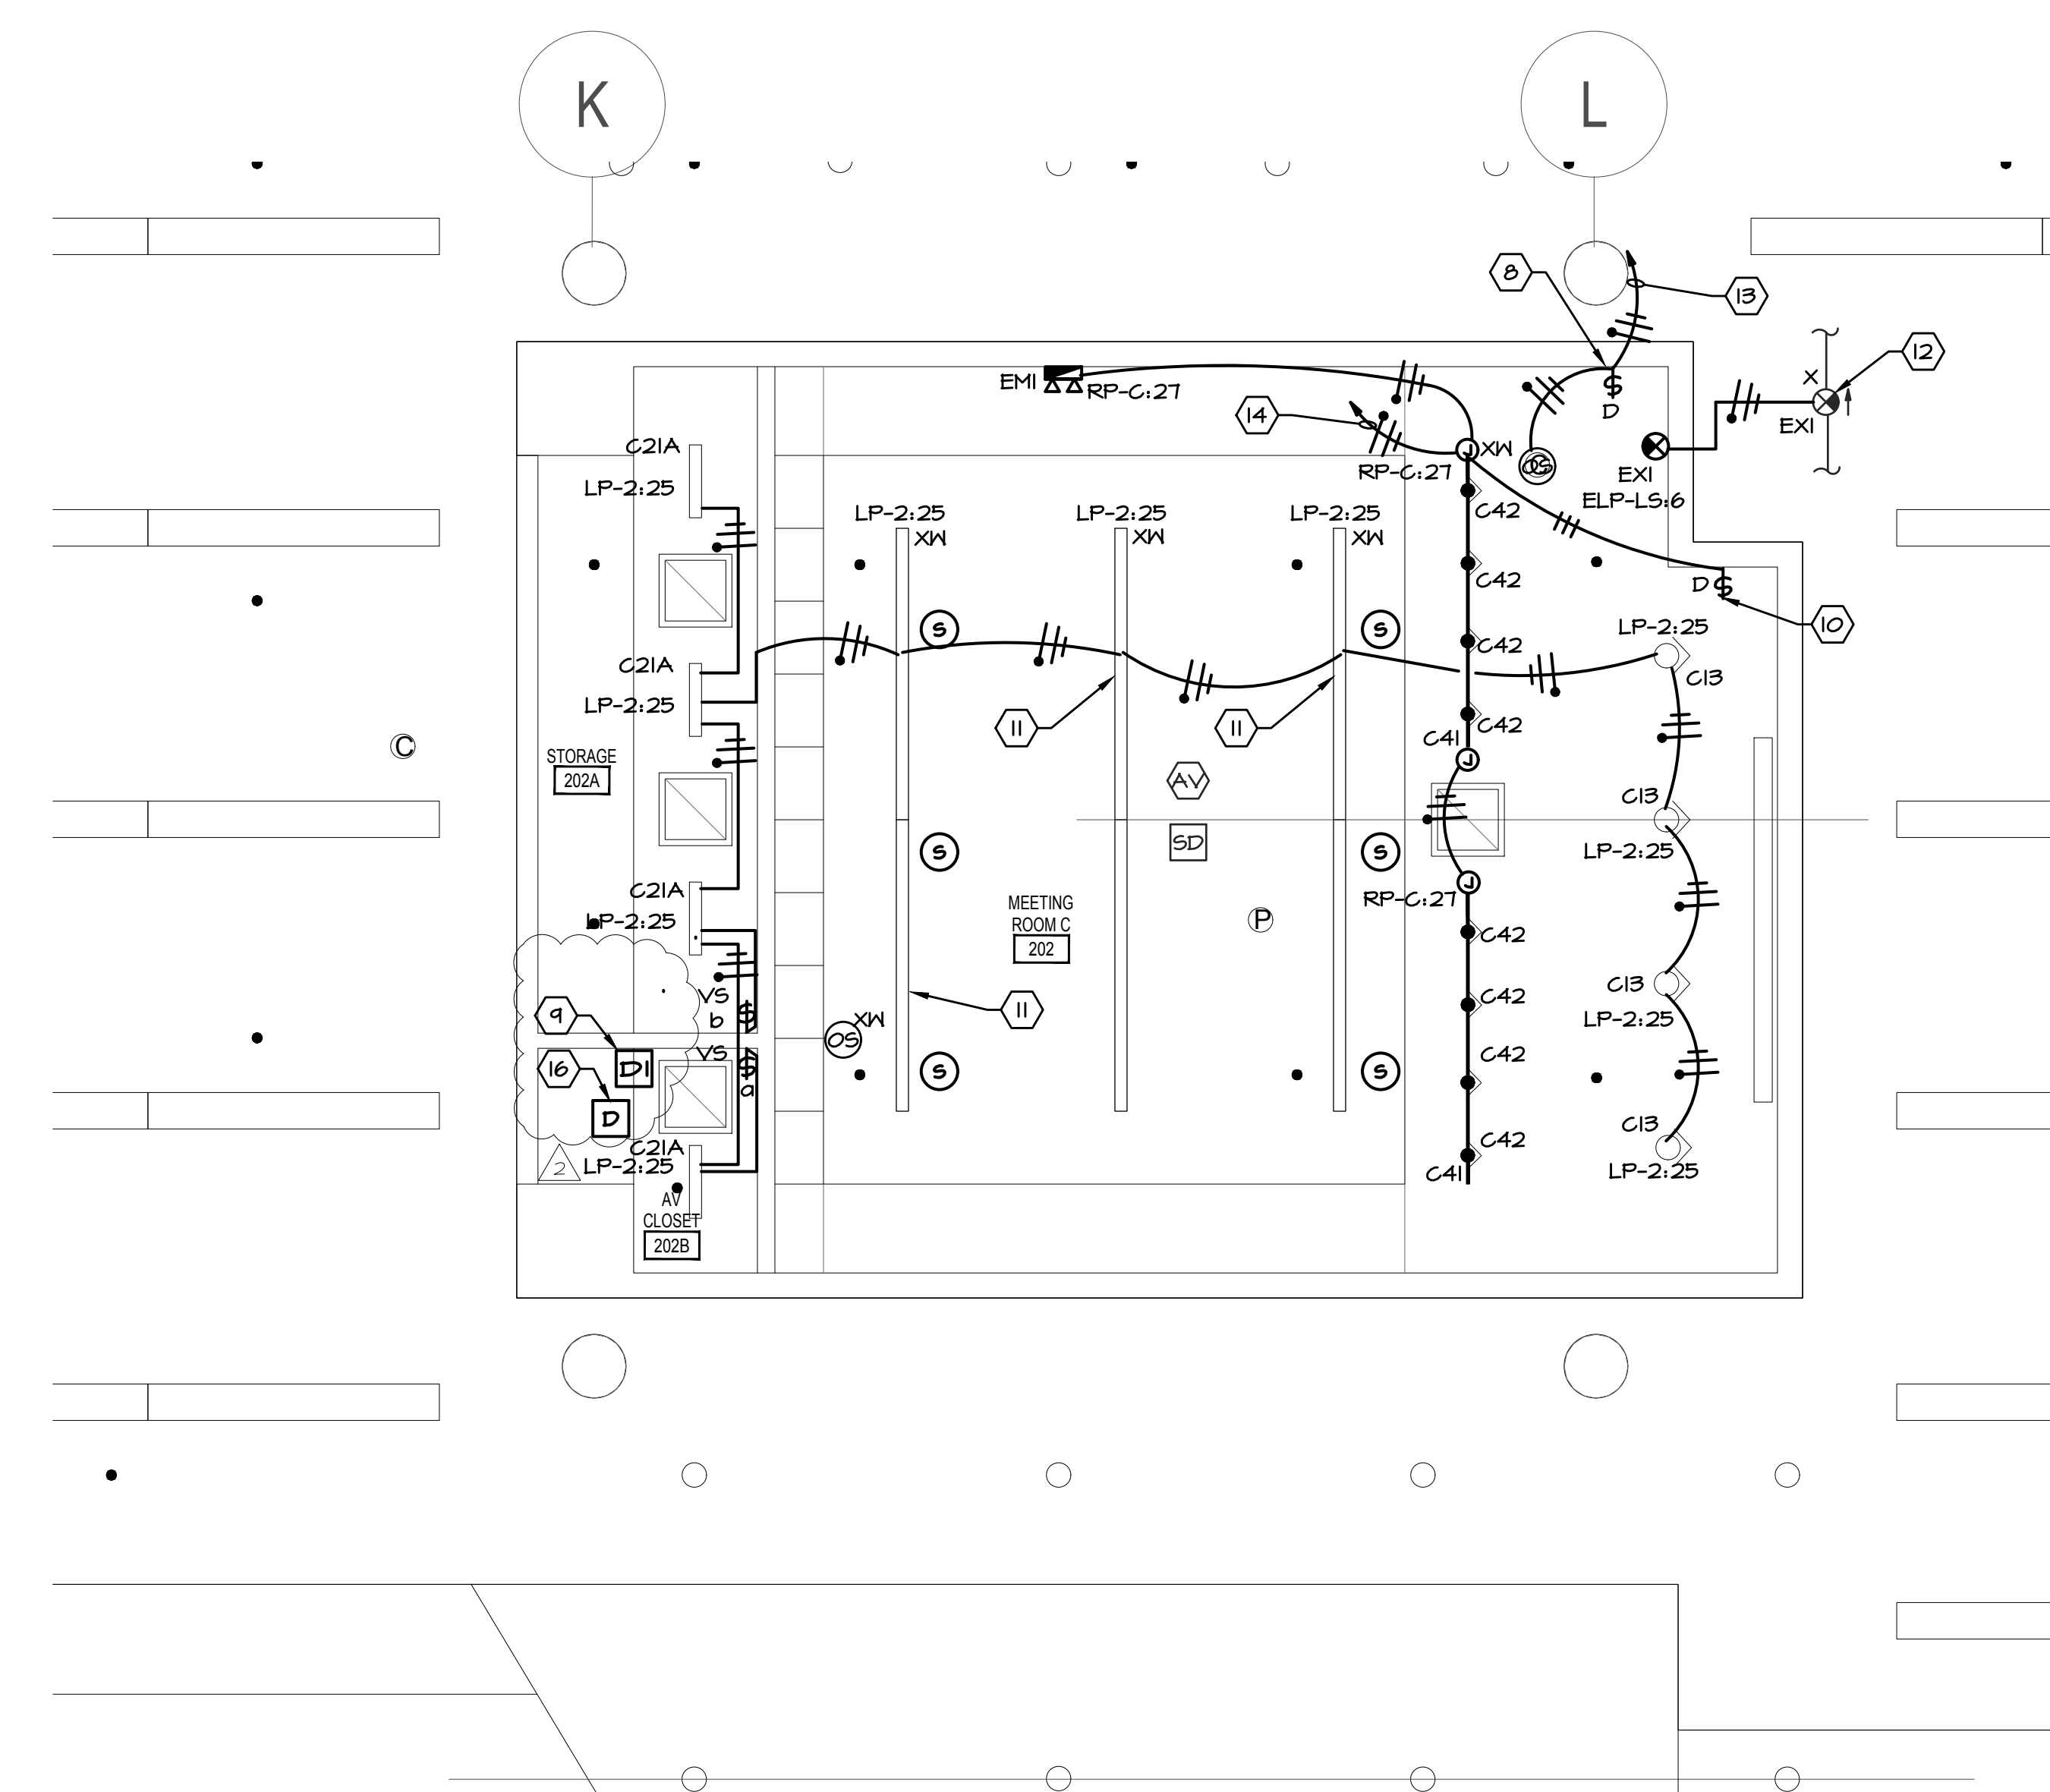 K
L
8
13
12
X
EX1
EM1
RP-C:27
14
$
D
C21A
XW
RP-C:27
OS
EX1
ELP-LS:6
LP-2:25
C42
LP-2:25
XW
LP-2:25
XW
LP-2:25
XW
C42
D $
10
S
S
LP-2:25
C42
C21A
C13
LP-2:25
11
11
C42
C41
C
STORAGE
202A
J
AV
C13
SD
LP-2:25
S
S
C21A
J
RP-C:27
MEETING
ROOM C
202
P
LP-2:25
C42
C13
VS
b
$
9
11
C42
LP-2:25
XW
OS
16
D1
VS
$
a
C42
S
S
D
C13
C21A
C42
2
LP-2:25
C41
LP-2:25
AV
CLOSET
202B
J